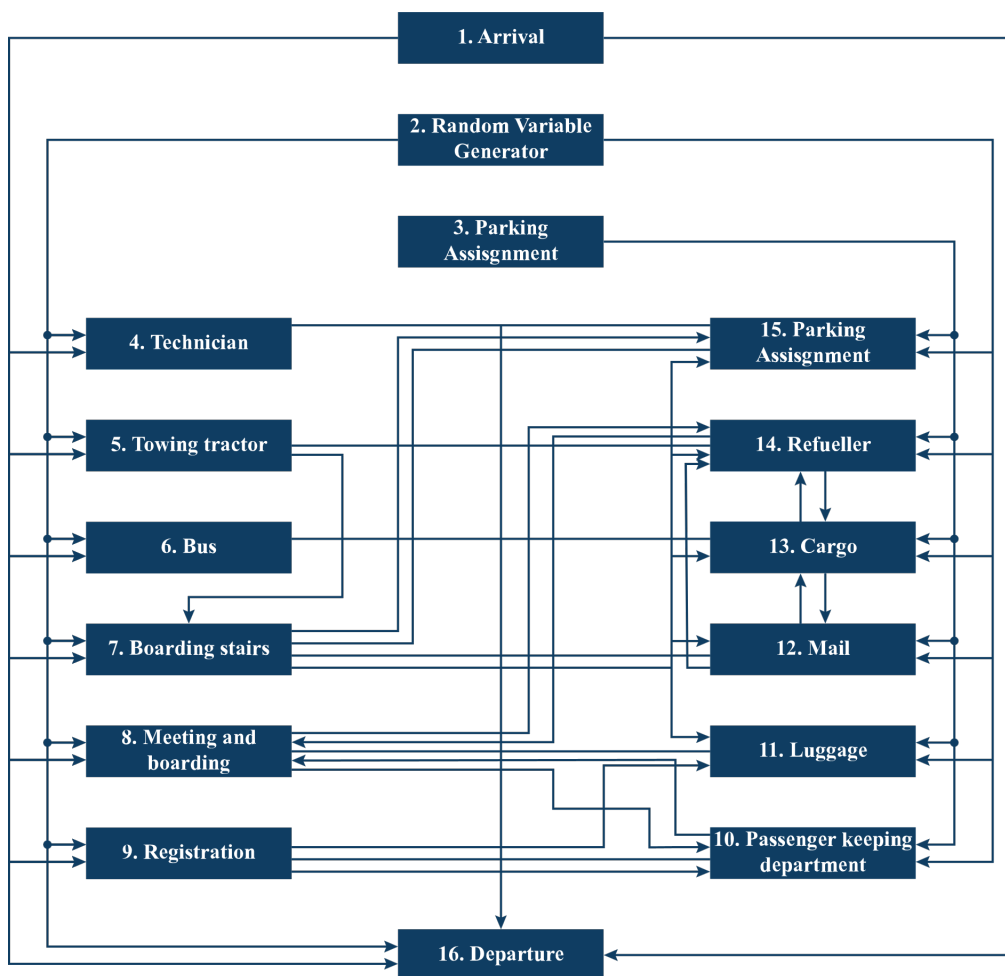 1. Arrival
2. Random Variable
Generator
3. Parking
Assisgnment
4. Technician
15. Parking
Assisgnment
5. Towing tractor
14. Refueller
6. Bus
13. Cargo
7. Boarding stairs
12. Mail
8. Meeting and
boarding
11. Luggage
9. Registration
10. Passenger keeping
department
16. Departure